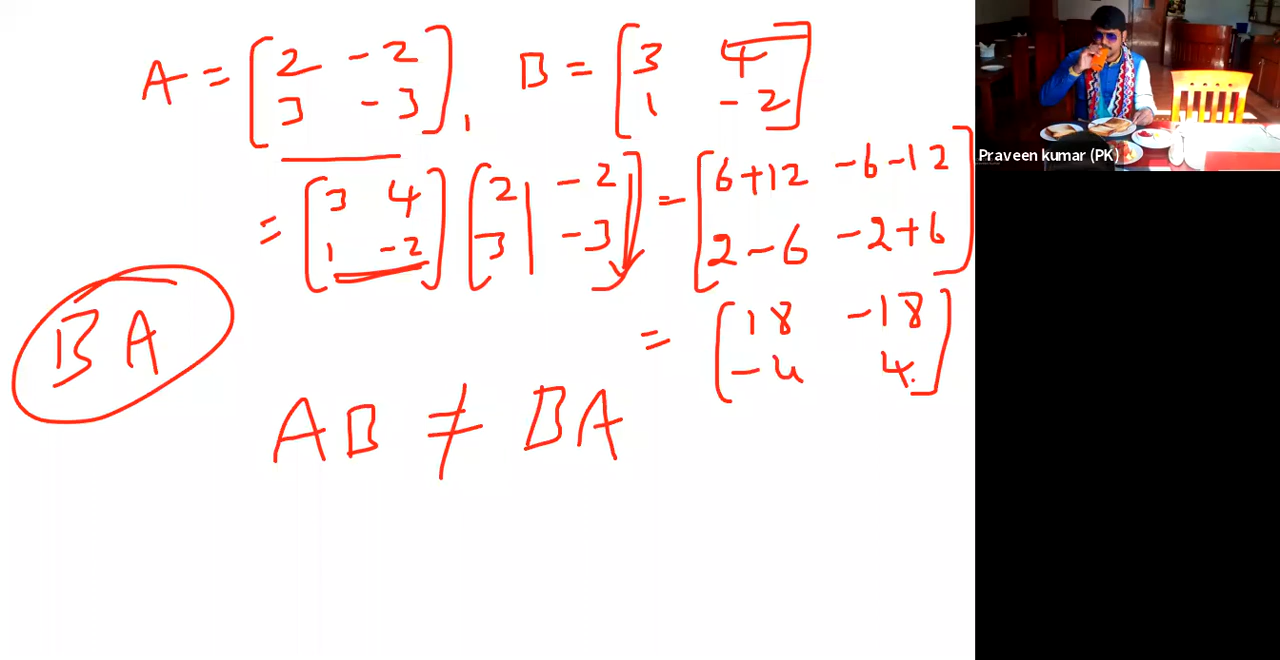 A = [2 -2
3 -3], B = [3 4
1 -2]
= [3 4
1 -2] [2 -2
3 -3] = [6+12 -6-12
2-6 -2+6]
BA
= [18 -18
-4 4.]
AB ≠ BA
Praveen kumar (PK)